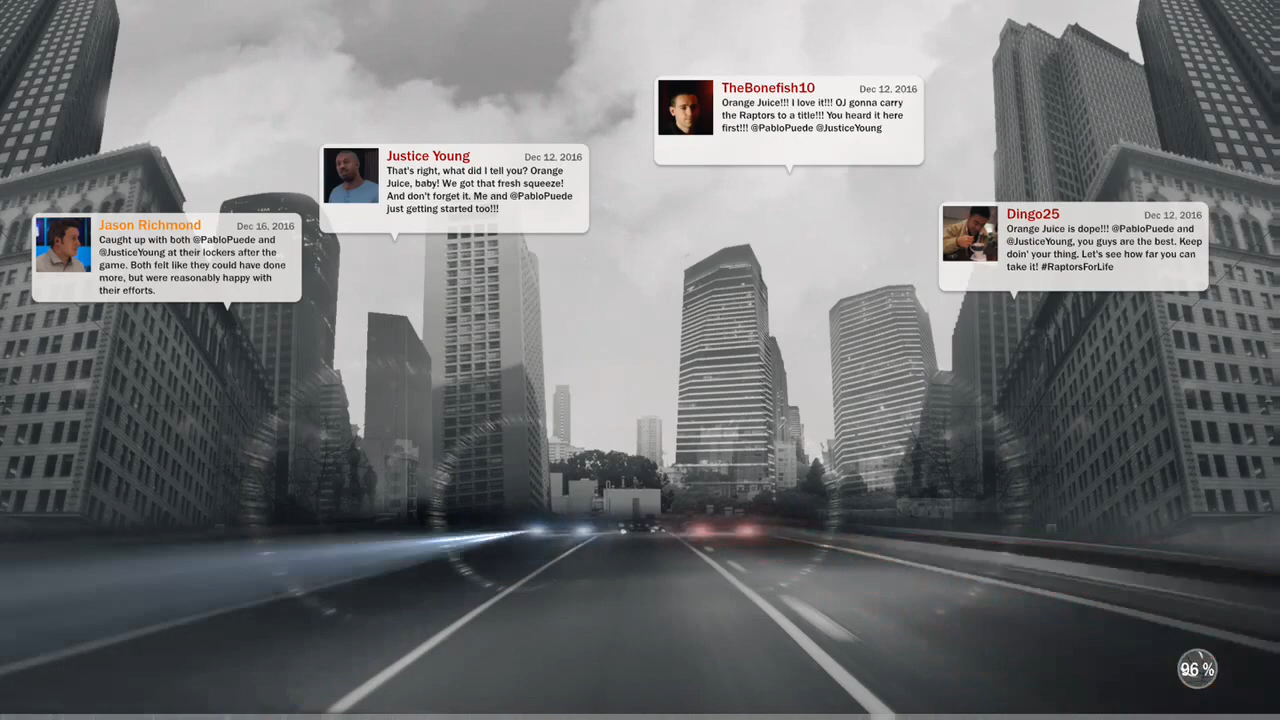 TheBonefish10 Dec 12, 2016
Orange Juice!!! I love it!!! OJ gonna carry
the Raptors to a title!!! You heard it here
first!!! @PabloPuede @JusticeYoung
Justice Young Dec 12, 2016
That's right, what did I tell you? Orange
Juice, baby! We got that fresh squeeze!
And don't forget it. Me and @PabloPuede
just getting started too!!!
Dingo25 Dec 12, 2016
Orange Juice is dope!!! @PabloPuede and
@JusticeYoung, you guys are the best. Keep
doin' your thing. Let's see how far you can
take it! #RaptorsForLife
Jason Richmond Dec 16, 2016
Caught up with both @PabloPuede and
@JusticeYoung at their lockers after the
game. Both felt like they could have done
more, but were reasonably happy with
their efforts.
96 %